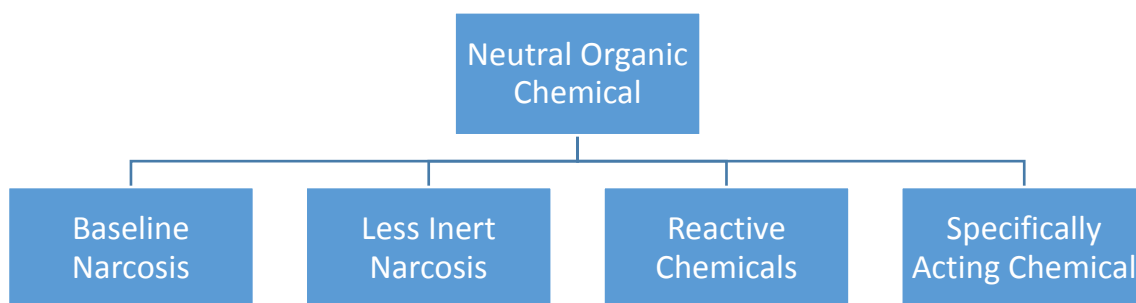 Neutral Organic
Chemical
Baseline
Narcosis
Less Inert
Narcosis
Reactive
Chemicals
Specifically
Acting Chemical